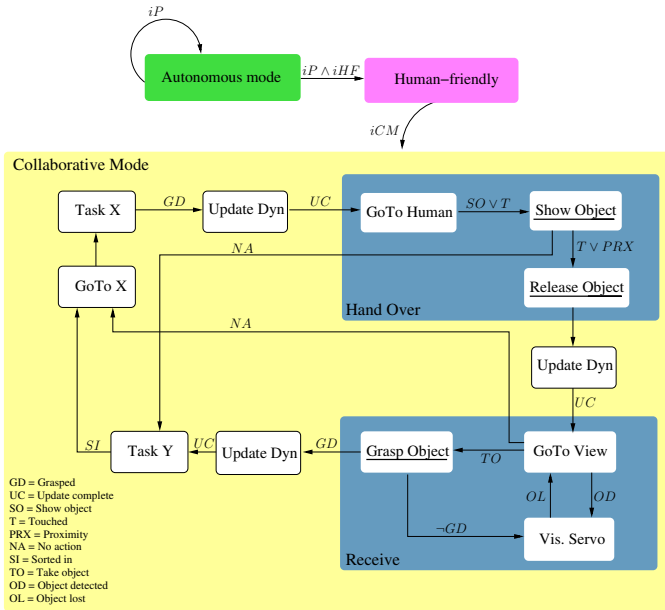 iP
Autonomous mode
iP ∧ iHF
Human−friendly
iCM
Collaborative Mode
Task X
GD
Update Dyn
UC
GoTo Human
SO ∨ T
Show Object
NA
T ∨ PRX
GoTo X
Release Object
Hand Over
NA
Update Dyn
UC
SI
Task Y
UC
Update Dyn
GD
Grasp Object
TO
GoTo View
OL
OD
¬GD
Vis. Servo
Receive
GD = Grasped
UC = Update complete
SO = Show object
T = Touched
PRX = Proximity
NA = No action
SI = Sorted in
TO = Take object
OD = Object detected
OL = Object lost